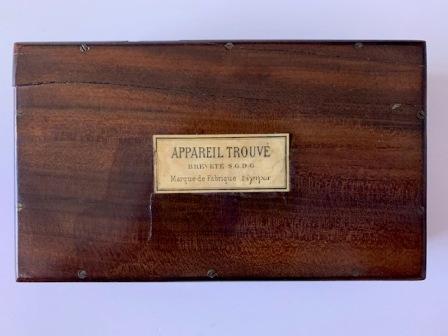 APPAREIL TROUVÉ
BREVETÉ S.G.D.G
Marque de Fabrique